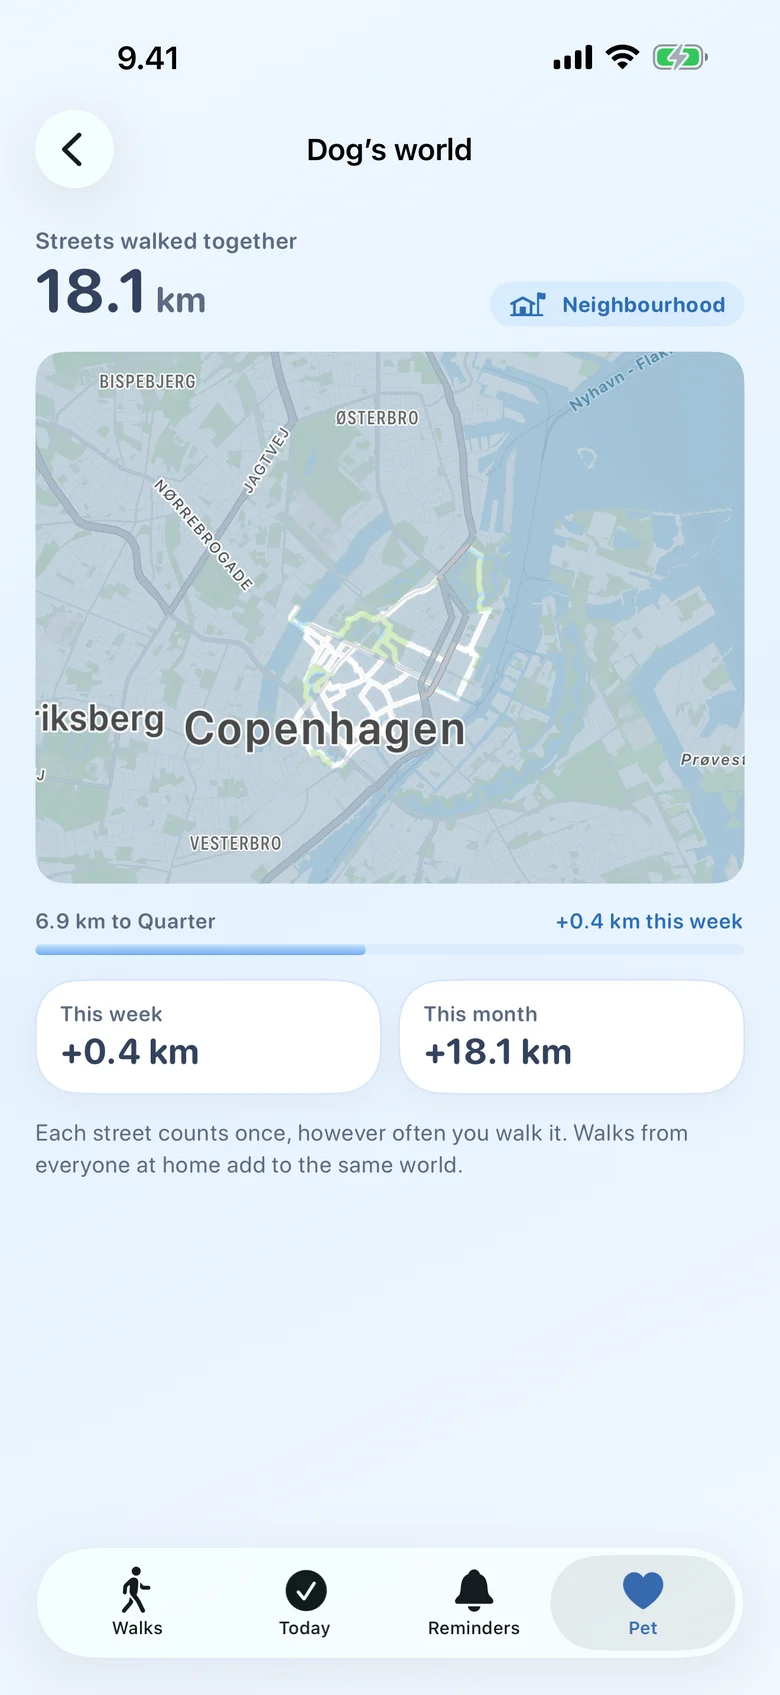 9.41
Dog's world
Streets walked together
18.1 km
Neighbourhood
BISPEBJERG
ØSTERBRO
Nyhavn - Flak
JAGTVEJ
NØRREBROGADE
riksberg
Copenhagen
J
Prøvest
VESTERBRO
6.9 km to Quarter
+0.4 km this week
This week
+0.4 km
This month
+18.1 km
Each street counts once, however often you walk it. Walks from
everyone at home add to the same world.
Walks
Today
Reminders
Pet